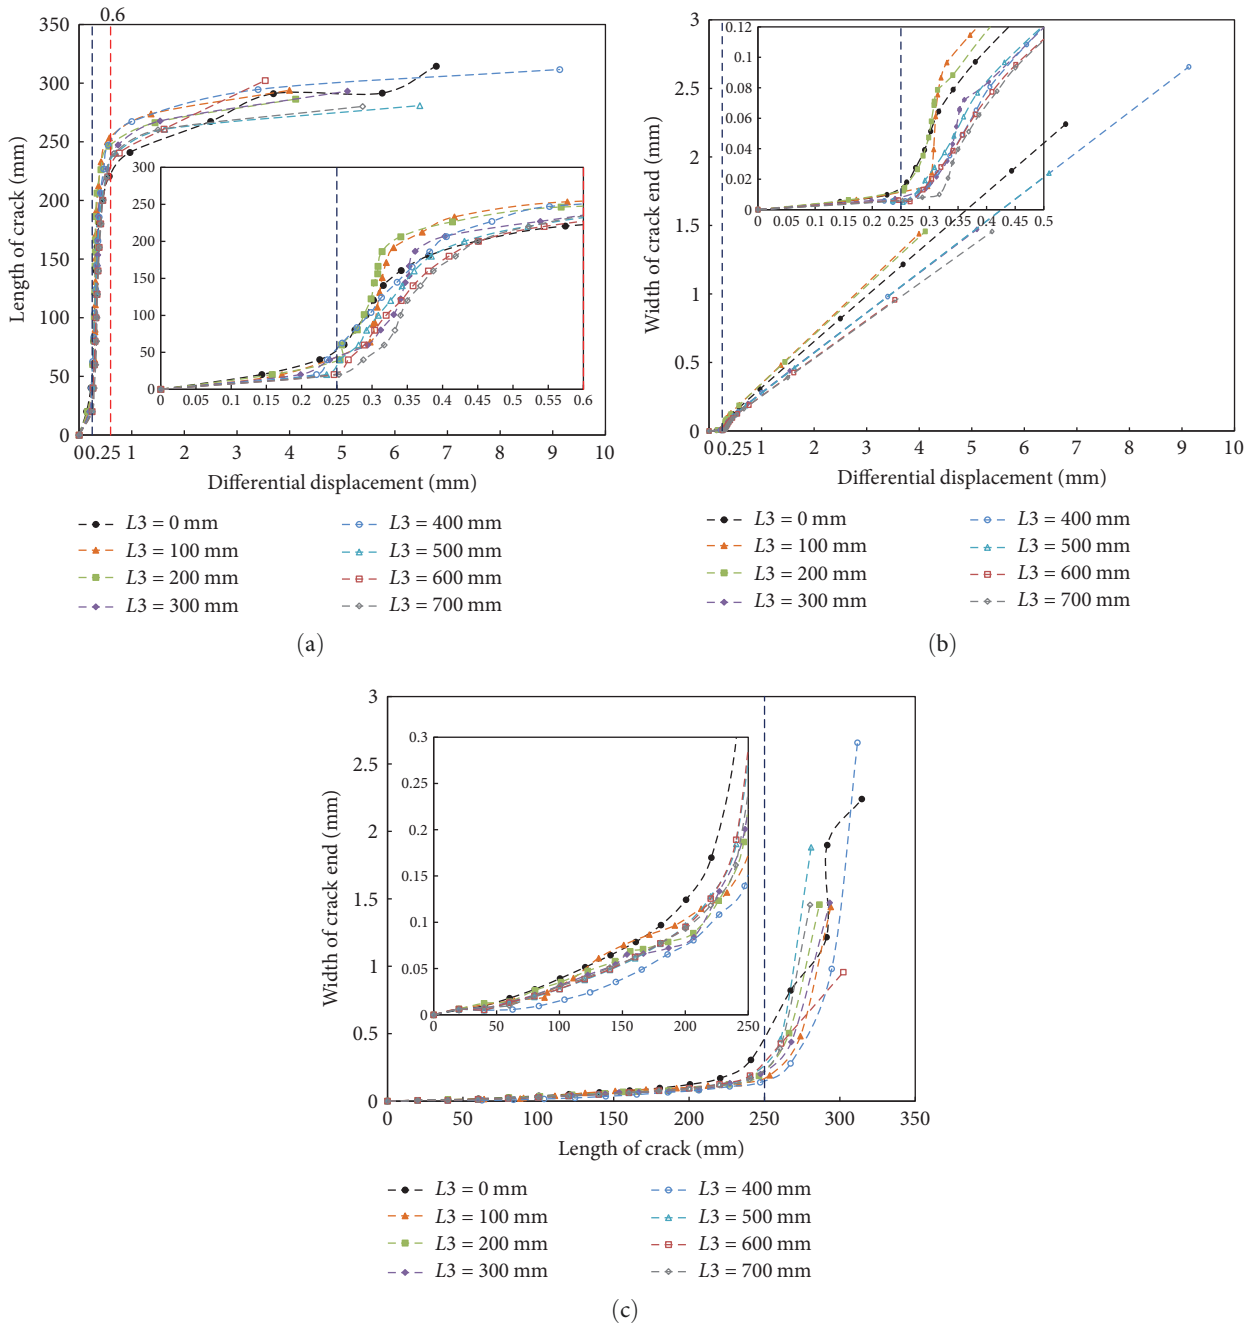 0.6
350
300
250
200
150
100
50
0
Length of crack (mm)
300
250
200
150
100
50
0
0 0.05 0.1 0.15 0.2 0.25 0.3 0.35 0.4 0.45 0.5 0.55 0.6
0 0.25 1 2 3 4 5 6 7 8 9 10
Differential displacement (mm)
L3 = 0 mm
L3 = 100 mm
L3 = 200 mm
L3 = 300 mm
L3 = 400 mm
L3 = 500 mm
L3 = 600 mm
L3 = 700 mm
(a)
3
2.5
2
1.5
1
0.5
0
Width of crack end (mm)
0.12
0.1
0.08
0.06
0.04
0.02
0
0 0.05 0.1 0.15 0.2 0.25 0.3 0.35 0.4 0.45 0.5
0 0.25 1 2 3 4 5 6 7 8 9 10
Differential displacement (mm)
L3 = 0 mm
L3 = 100 mm
L3 = 200 mm
L3 = 300 mm
L3 = 400 mm
L3 = 500 mm
L3 = 600 mm
L3 = 700 mm
(b)
3
2.5
2
1.5
1
0.5
0
Width of crack end (mm)
0.3
0.25
0.2
0.15
0.1
0.05
0
0 50 100 150 200 250
0 50 100 150 200 250 300 350
Length of crack (mm)
L3 = 0 mm
L3 = 100 mm
L3 = 200 mm
L3 = 300 mm
L3 = 400 mm
L3 = 500 mm
L3 = 600 mm
L3 = 700 mm
(c)